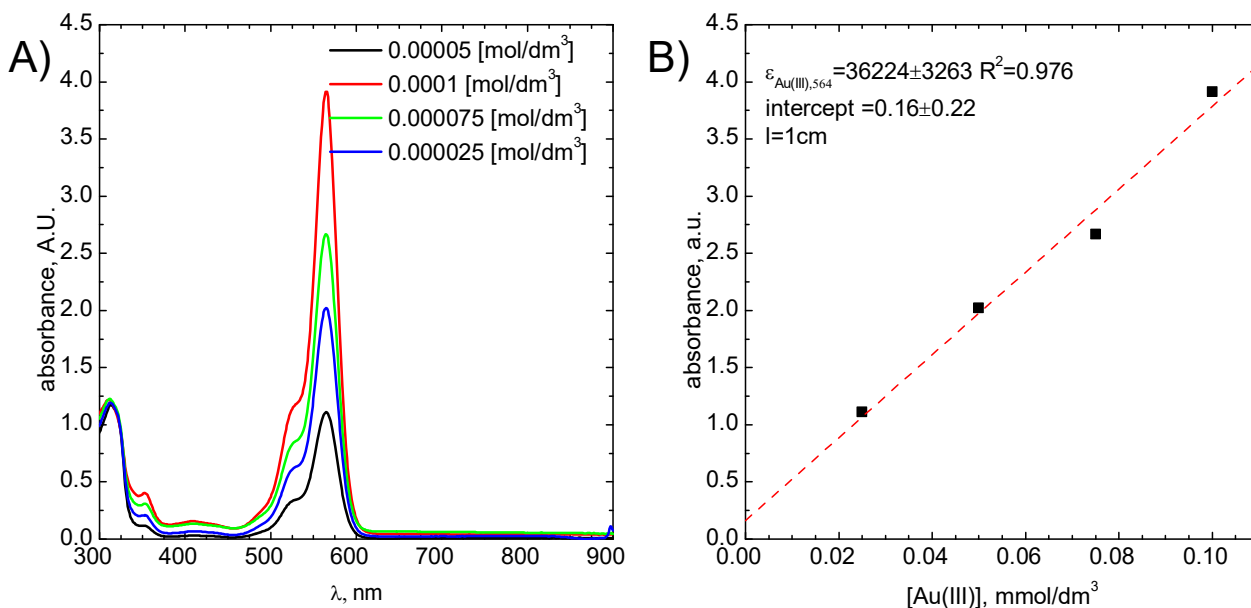 A)
0.00005 [mol/dm³]
0.0001 [mol/dm³]
0.000075 [mol/dm³]
0.000025 [mol/dm³]
absorbance, A.U.
4.5
4.0
3.5
3.0
2.5
2.0
1.5
1.0
0.5
0.0
300 400 500 600 700 800 900
λ, nm
B)
ε_Au(III),564=36224±3263 R²=0.976
intercept =0.16±0.22
l=1cm
absorbance, a.u.
4.5
4.0
3.5
3.0
2.5
2.0
1.5
1.0
0.5
0.0
0.00 0.02 0.04 0.06 0.08 0.10
[Au(III)], mmol/dm³